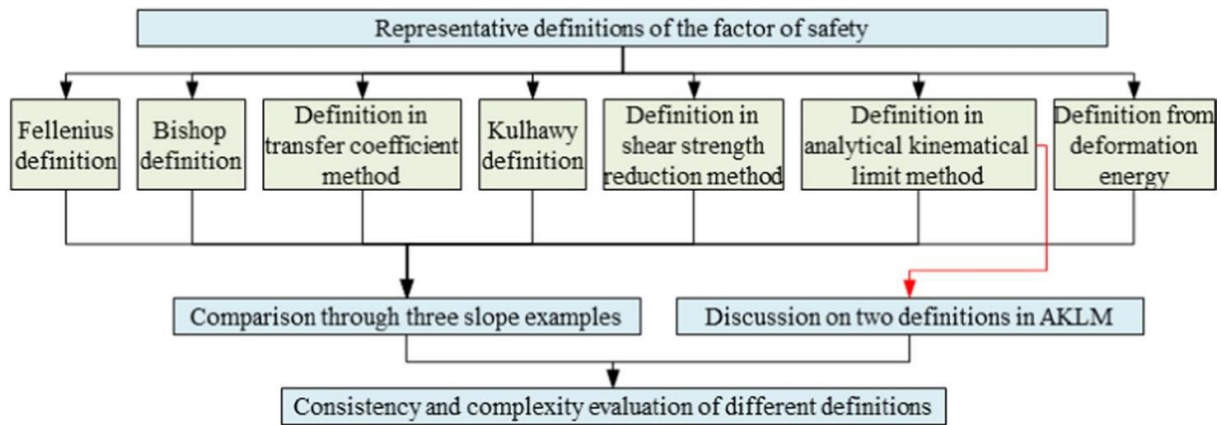 Representative definitions of the factor of safety
Fellenius
definition
Bishop
definition
Definition in
transfer coefficient
method
Kulhawy
definition
Definition in
shear strength
reduction method
Definition in
analytical kinematical
limit method
Definition from
deformation
energy
Comparison through three slope examples
Discussion on two definitions in AKLM
Consistency and complexity evaluation of different definitions